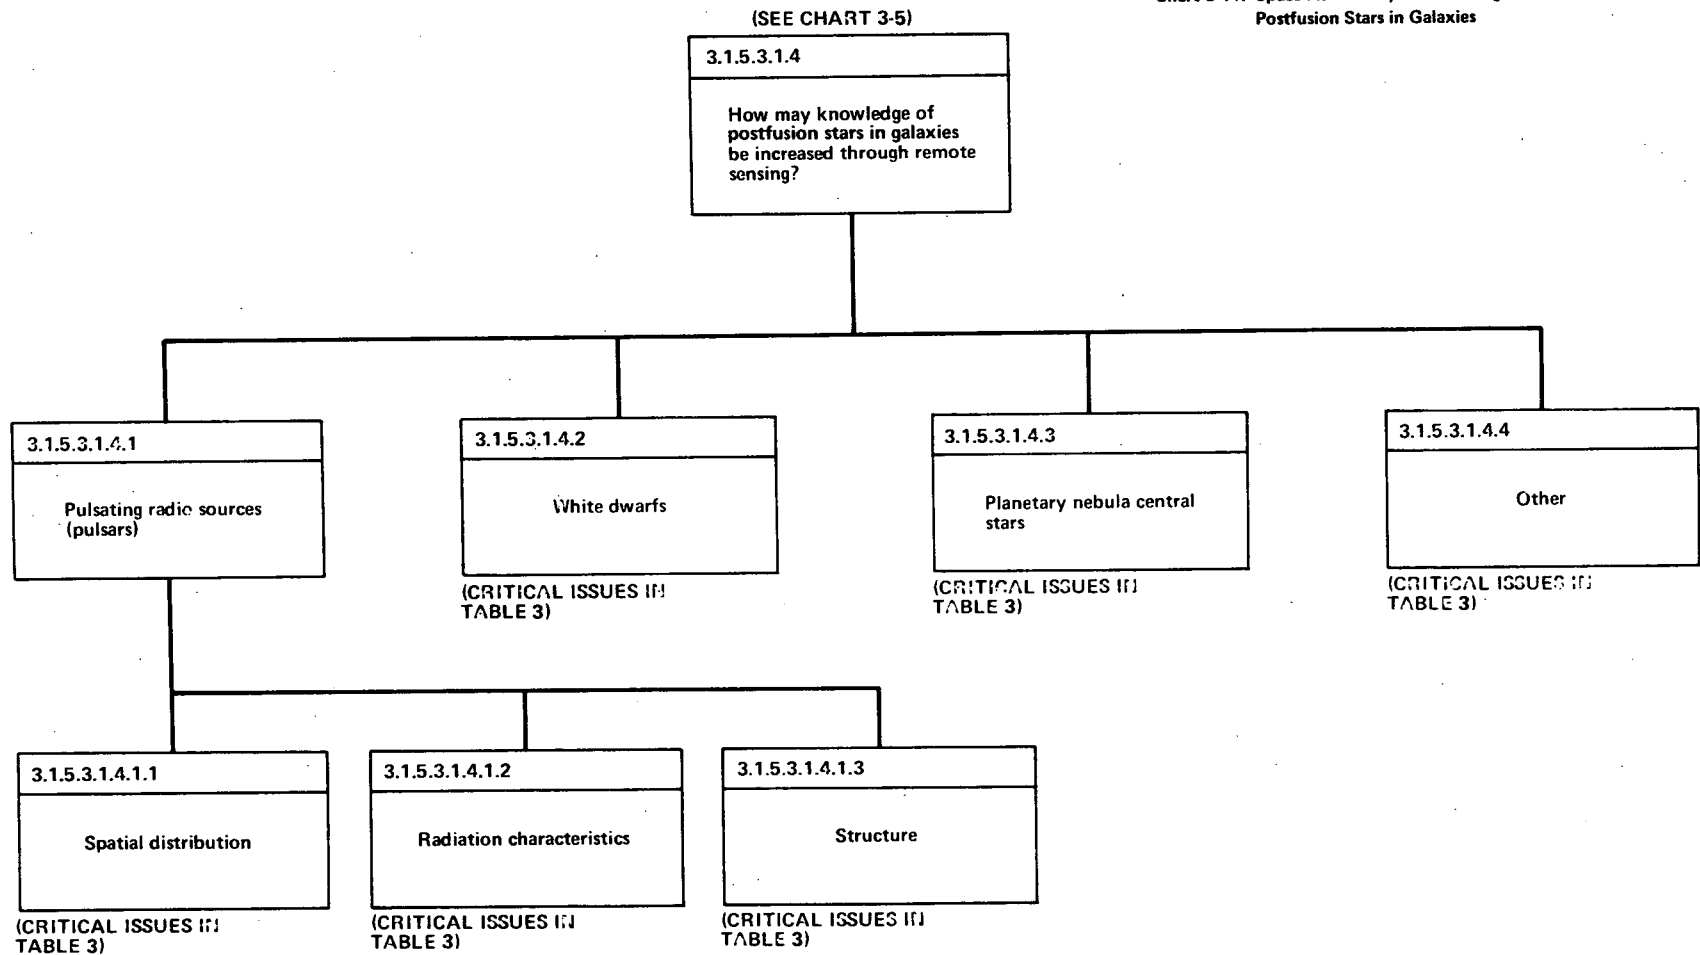 (SEE CHART 3-5)
Postfusion Stars in Galaxies
3.1.5.3.1.4
How may knowledge of
postfusion stars in galaxies
be increased through remote
sensing?
3.1.5.3.1.4.1
Pulsating radio sources
(pulsars)
3.1.5.3.1.4.2
White dwarfs
(CRITICAL ISSUES IN
TABLE 3)
3.1.5.3.1.4.3
Planetary nebula central
stars
(CRITICAL ISSUES IN
TABLE 3)
3.1.5.3.1.4.4
Other
(CRITICAL ISSUES IN
TABLE 3)
3.1.5.3.1.4.1.1
Spatial distribution
(CRITICAL ISSUES IN
TABLE 3)
3.1.5.3.1.4.1.2
Radiation characteristics
(CRITICAL ISSUES IN
TABLE 3)
3.1.5.3.1.4.1.3
Structure
(CRITICAL ISSUES IN
TABLE 3)